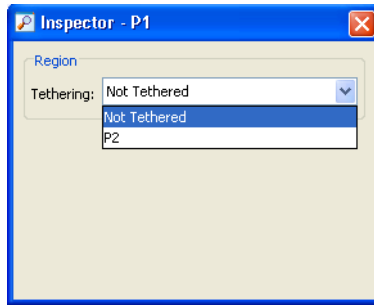 Inspector - P1
Region
Tethering: Not Tethered
Not Tethered
P2